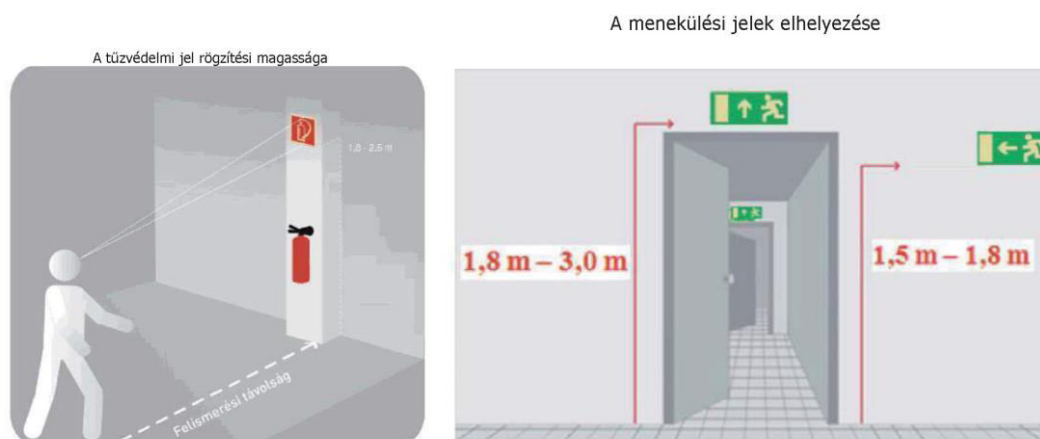 A menekülési jelek elhelyezése
A tűzvédelmi jel rögzítési magassága
1,8 - 2,5 m
Felismerési távolság
1,8 m – 3,0 m
1,5 m – 1,8 m